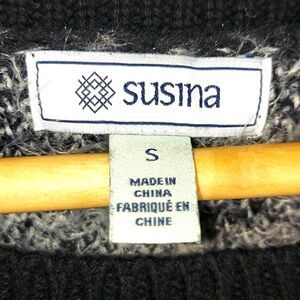 susina
S
MADE IN
CHINA
FABRIQUÉ EN
CHINE